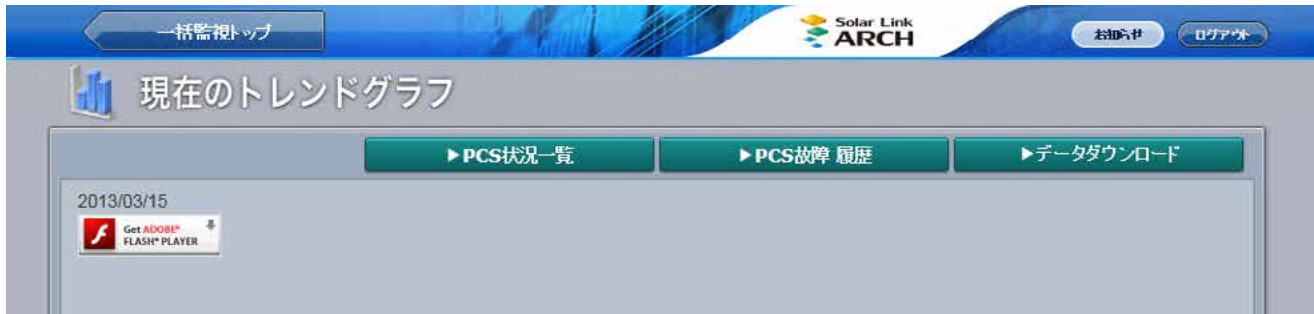 一括監視トップ
Solar Link
ARCH
お知らせ
ログアウト
現在のトレンドグラフ
▶PCS状況一覧
▶PCS故障 履歴
▶データダウンロード
2013/03/15
Get ADOBE®
FLASH® PLAYER